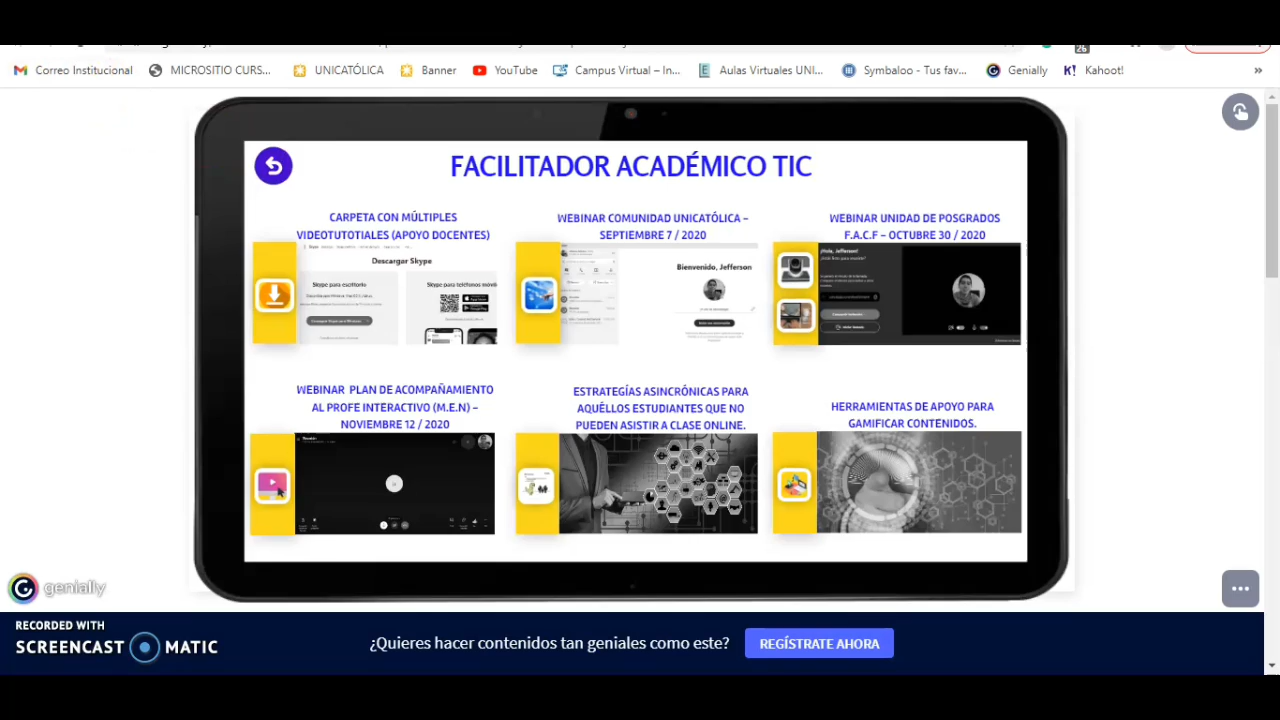 Correo Institucional
MICROSITIO CURS...
UNICATÓLICA
Banner
YouTube
Campus Virtual – In...
Aulas Virtuales UNI...
Symbaloo - Tus fav...
Genially
Kahoot!
»
FACILITADOR ACADÉMICO TIC
CARPETA CON MÚLTIPLES
VIDEOTUTOTIALES (APOYO DOCENTES)
WEBINAR COMUNIDAD UNICATÓLICA –
SEPTIEMBRE 7 / 2020
WEBINAR UNIDAD DE POSGRADOS
F.A.C.F – OCTUBRE 30 / 2020
Descargar Skype
Skype para escritorio
Skype para teléfonos móvi
Bienvenido, Jefferson
¡Hola, Jefferson!
WEBINAR PLAN DE ACOMPAÑAMIENTO
AL PROFE INTERACTIVO (M.E.N) –
NOVIEMBRE 12 / 2020
ESTRATEGÍAS ASINCRÓNICAS PARA
AQUÉLLOS ESTUDIANTES QUE NO
PUEDEN ASISTIR A CLASE ONLINE.
HERRAMIENTAS DE APOYO PARA
GAMIFICAR CONTENIDOS.
genially
RECORDED WITH
SCREENCAST MATIC
¿Quieres hacer contenidos tan geniales como este?
REGÍSTRATE AHORA